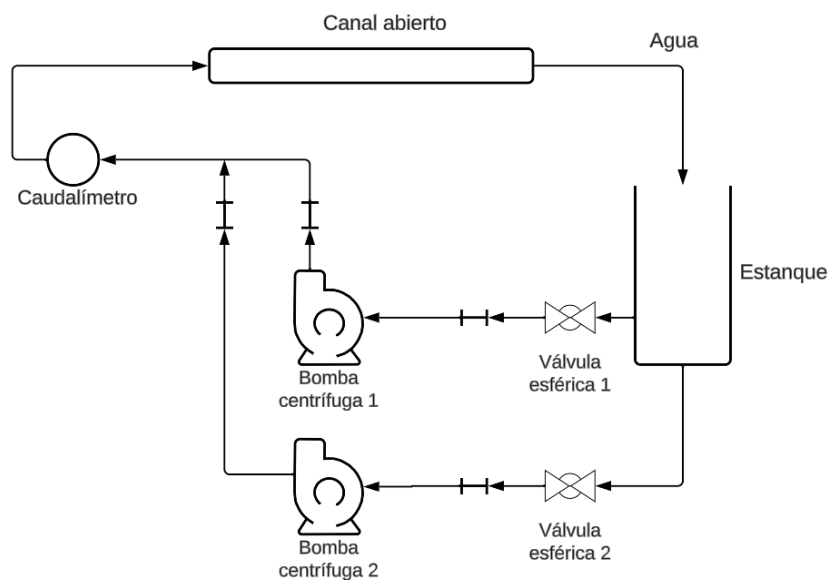 Canal abierto
Agua
Caudalímetro
Estanque
Bomba
centrífuga 1
Válvula
esférica 1
Bomba
centrífuga 2
Válvula
esférica 2